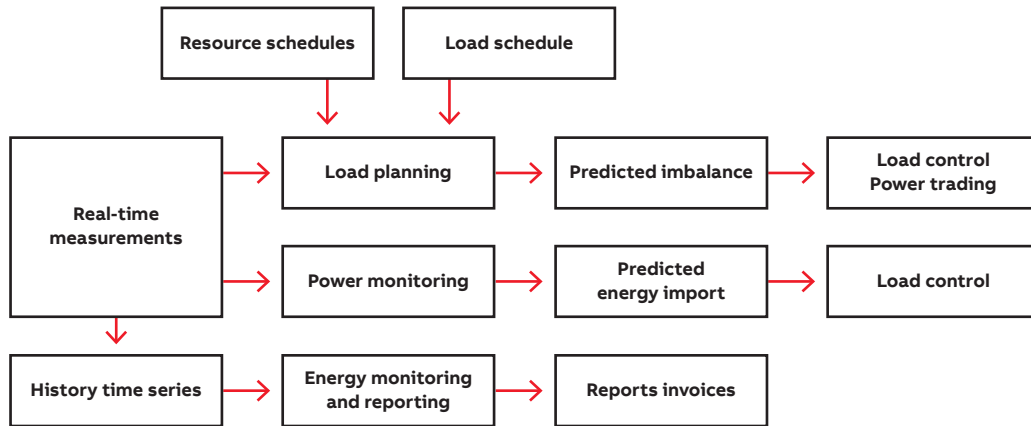 Resource schedules
Load schedule
Load planning
Predicted imbalance
Load control
Power trading
Real-time
measurements
Power monitoring
Predicted
energy import
Load control
History time series
Energy monitoring
and reporting
Reports invoices